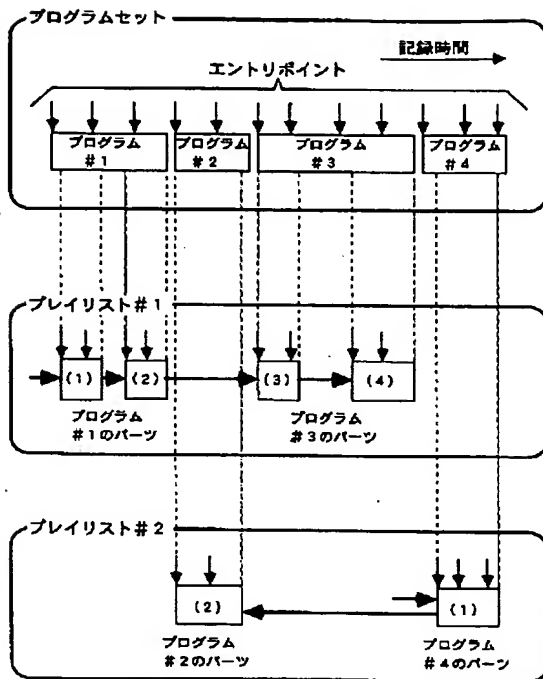 プログラムセット
記録時間
エントリポイント
プログラム
#1
プログラム
#2
プログラム
#3
プログラム
#4
プレイリスト#1
(1)
(2)
(3)
(4)
プログラム
#1のパーツ
プログラム
#3のパーツ
プレイリスト#2
(2)
(1)
プログラム
#2のパーツ
プログラム
#4のパーツ